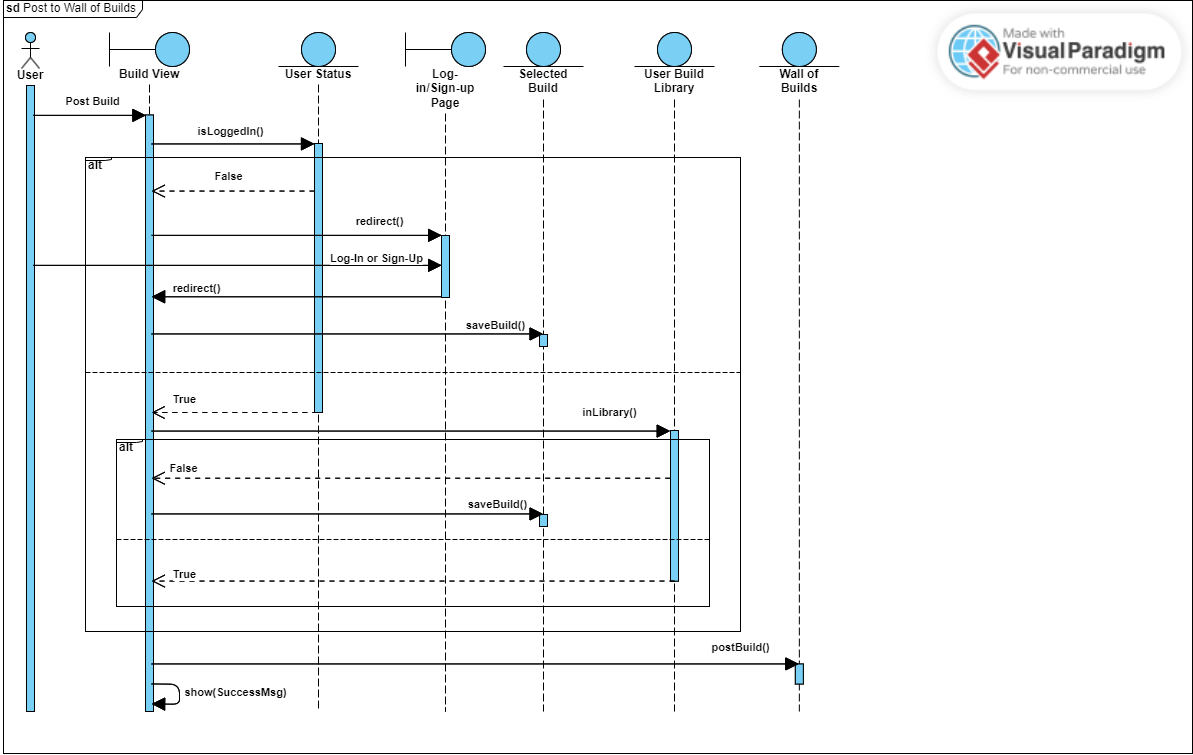 sd Post to Wall of Builds
Made with
VisualParadigm
For non-commercial use
User
Build View
User Status
Log-
in/Sign-up
Page
Selected
Build
User Build
Library
Wall of
Builds
Post Build
isLoggedIn()
alt
False
redirect()
Log-In or Sign-Up
redirect()
saveBuild()
True
inLibrary()
alt
False
saveBuild()
True
postBuild()
show(SuccessMsg)